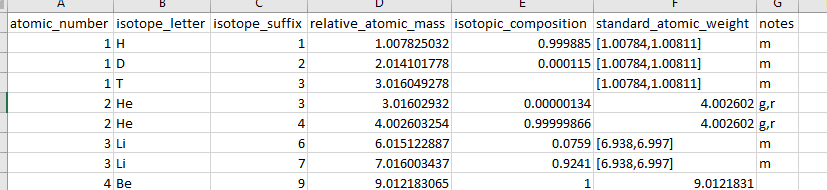 A B C D E F G
atomic_number isotope_letter isotope_suffix relative_atomic_mass isotopic_composition standard_atomic_weight notes
1 H 1 1.007825032 0.999885 [1.00784,1.00811] m
1 D 2 2.014101778 0.000115 [1.00784,1.00811] m
1 T 3 3.016049278 [1.00784,1.00811] m
2 He 3 3.01602932 0.00000134 4.002602 g,r
2 He 4 4.002603254 0.99999866 4.002602 g,r
3 Li 6 6.015122887 0.0759 [6.938,6.997] m
3 Li 7 7.016003437 0.9241 [6.938,6.997] m
4 Be 9 9.012183065 1 9.0121831